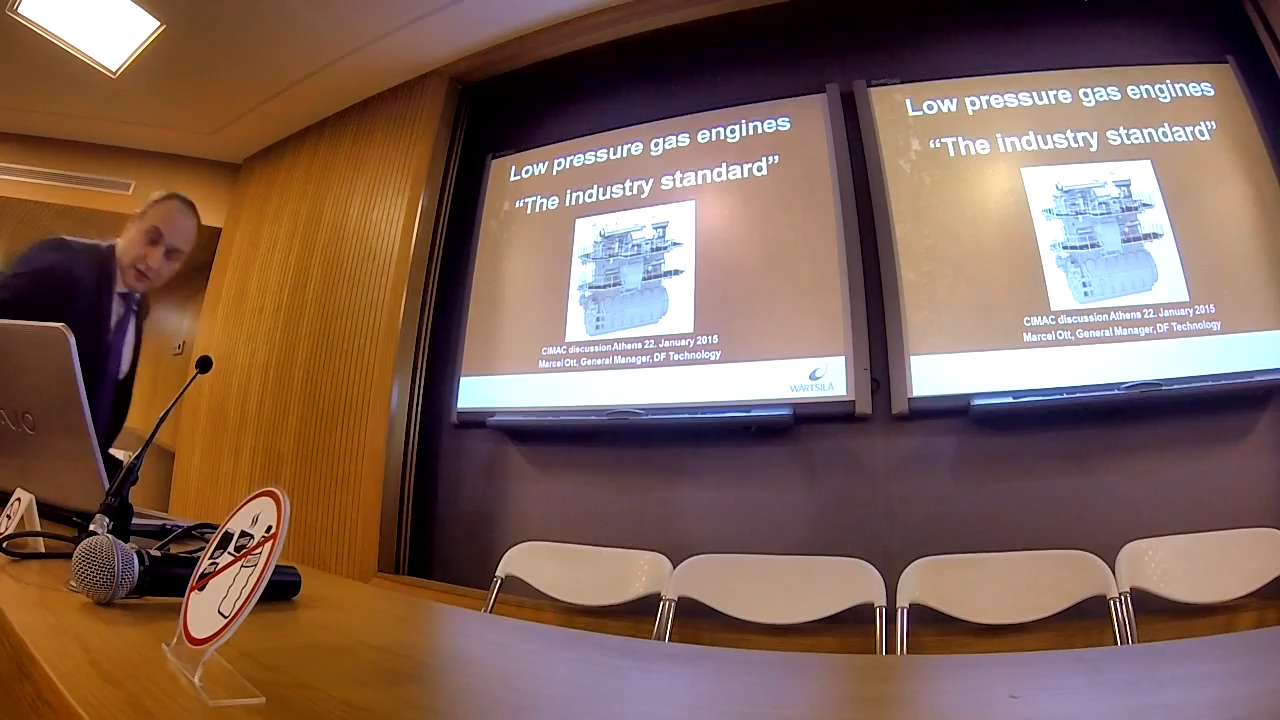 Low pressure gas engines
“The industry standard”
CIMAC discussion Athens 22. January 2015
Marcel Ott, General Manager, DF Technology
WÄRTSILÄ
Low pressure gas engines
“The industry standard”
CIMAC discussion Athens 22. January 2015
Marcel Ott, General Manager, DF Technology
VAIO